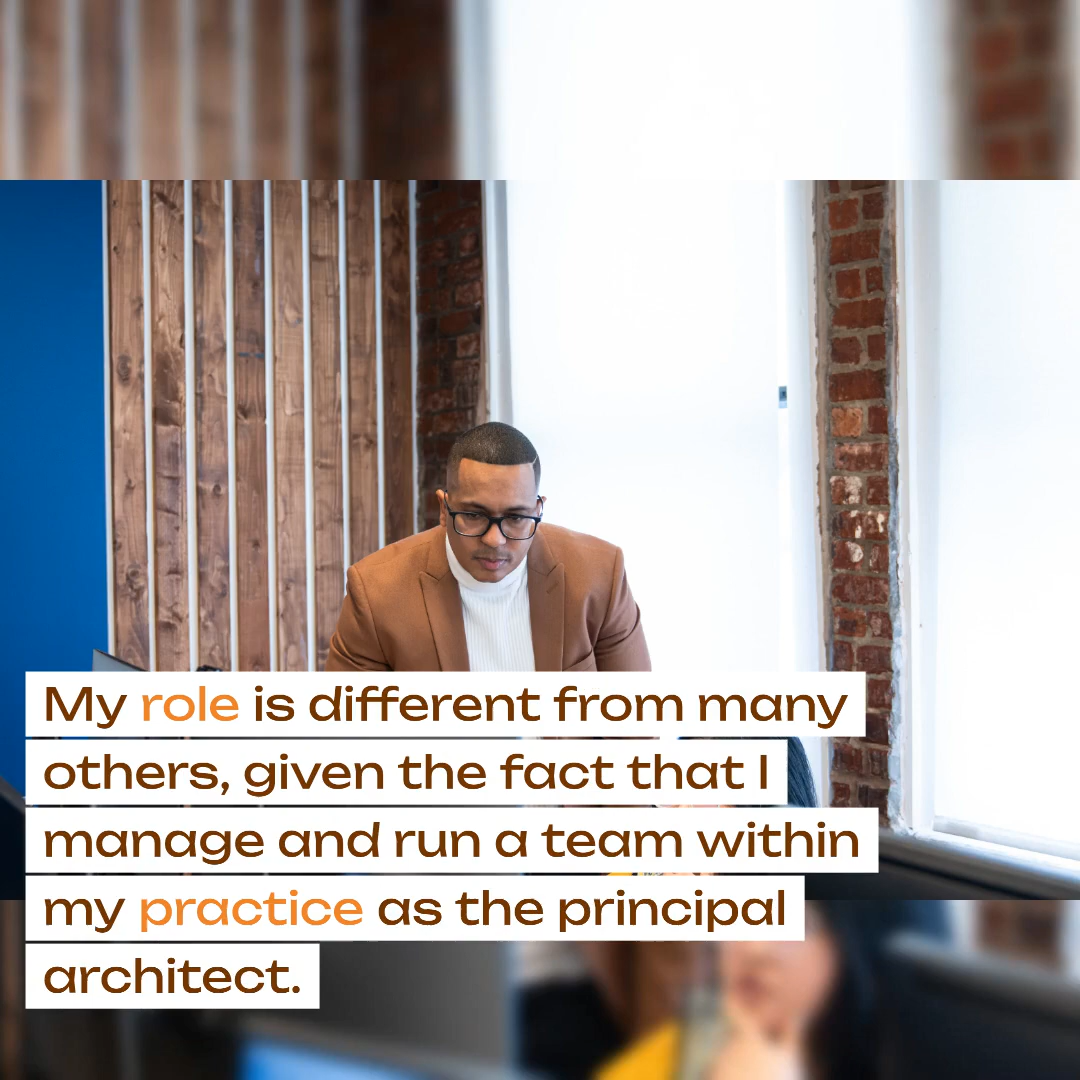 My role is different from many
others, given the fact that I
manage and run a team within
my practice as the principal
architect.